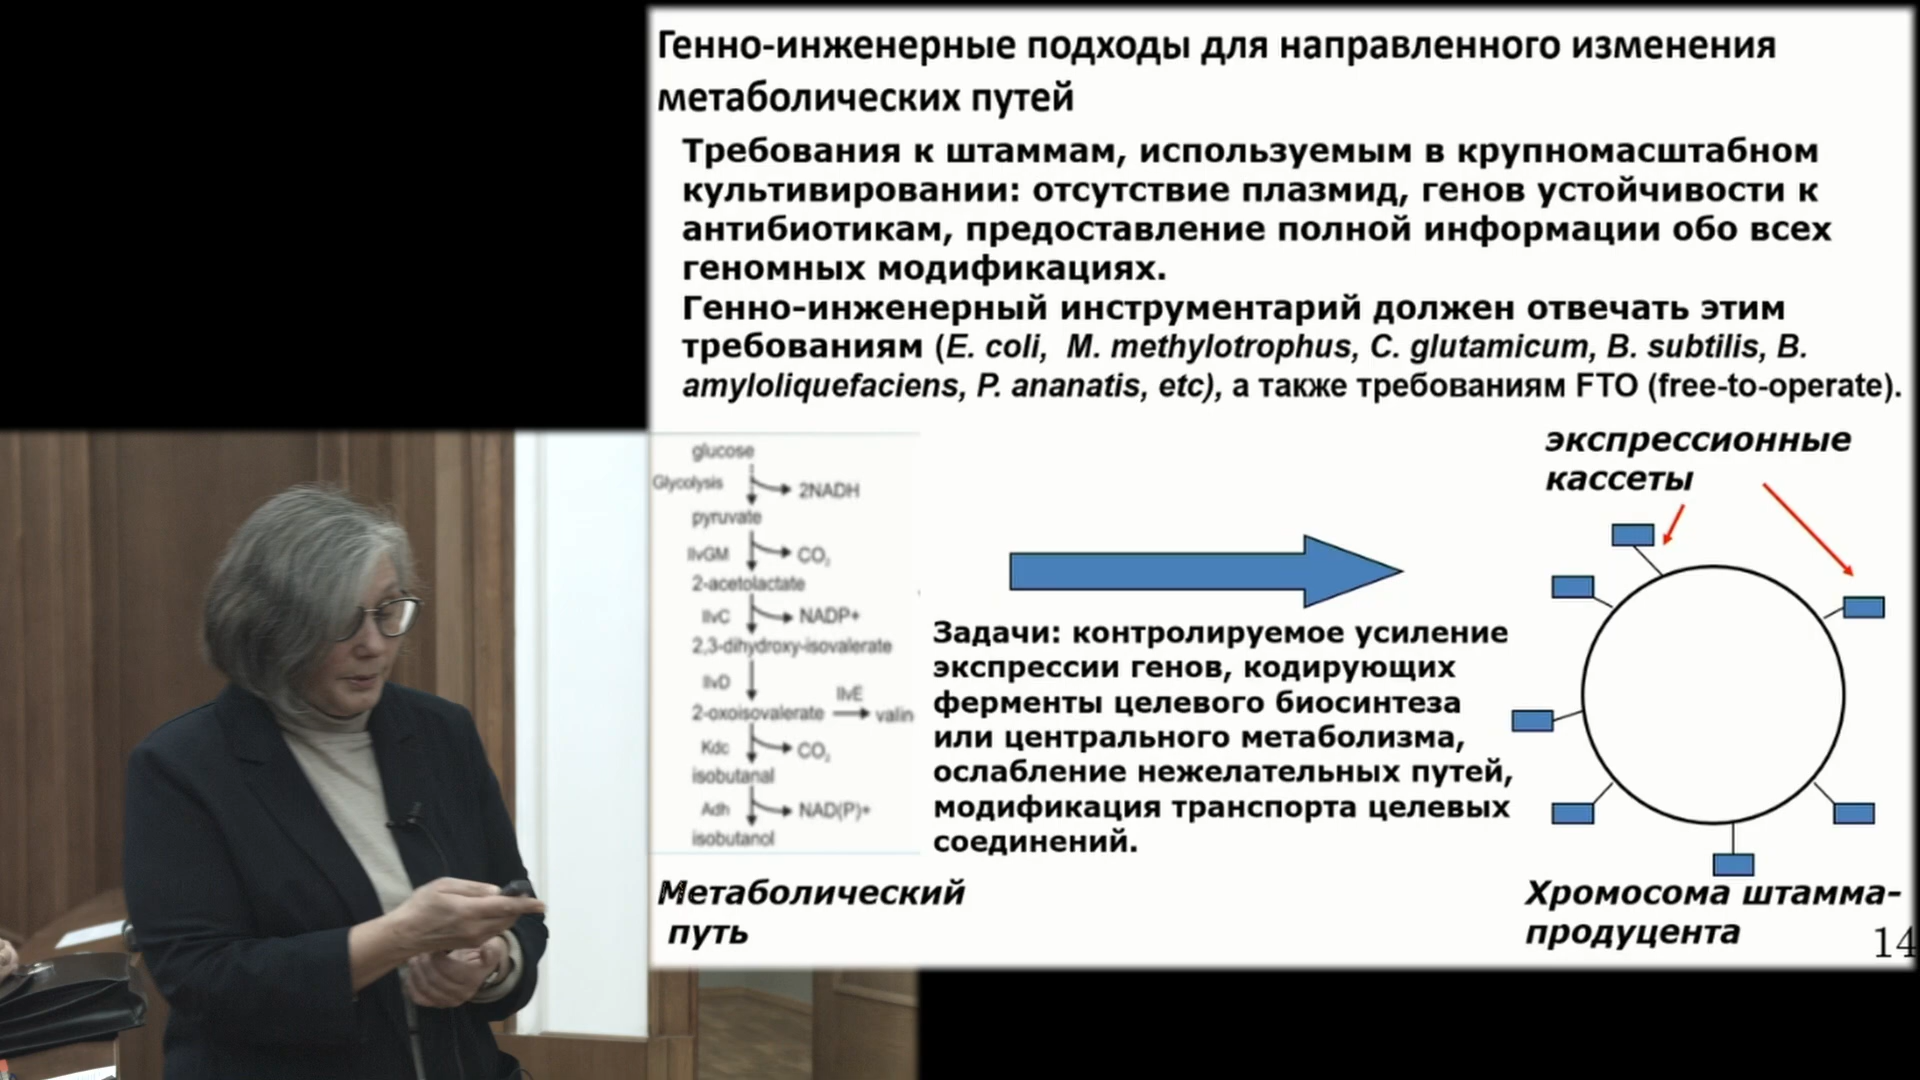 Генно-инженерные подходы для направленного изменения
метаболических путей
Требования к штаммам, используемым в крупномасштабном
культивировании: отсутствие плазмид, генов устойчивости к
антибиотикам, предоставление полной информации обо всех
геномных модификациях.
Генно-инженерный инструментарий должен отвечать этим
требованиям (E. coli, M. methylotrophus, C. glutamicum, B. subtilis, B.
amyloliquefaciens, P. ananatis, etc), а также требованиям FTO (free-to-operate).
glucose
Glycolysis
2NADH
pyruvate
IlvGM
CO2
2-acetolactate
IlvC
NADP+
2,3-dihydroxy-isovalerate
IlvD
IlvE
2-oxoisovalerate
valin
Kdc
CO2
isobutanal
Adh
NAD(P)+
isobutanol
Метаболический
путь
Задачи: контролируемое усиление
экспрессии генов, кодирующих
ферменты целевого биосинтеза
или центрального метаболизма,
ослабление нежелательных путей,
модификация транспорта целевых
соединений.
экспрессионные
кассеты
Хромосома штамма-
продуцента
14